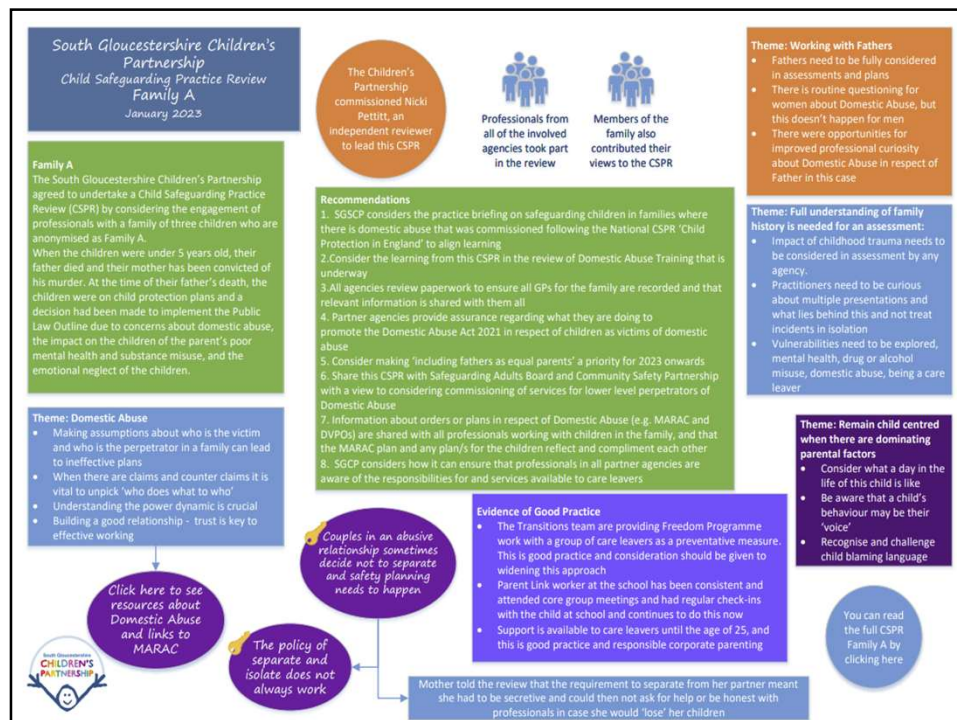 South Gloucestershire Children's
Partnership
Child Safeguarding Practice Review
Family A
January 2023
The Children's
Partnership
commissioned Nicki
Pettitt, an
independent reviewer
to lead this CSPR
Professionals from
all of the involved
agencies took part
in the review
Members of the
family also
contributed their
views to the CSPR
Theme: Working with Fathers
• Fathers need to be fully considered
in assessments and plans
• There is routine questioning for
women about Domestic Abuse, but
this doesn't happen for men
• There were opportunities for
improved professional curiosity
about Domestic Abuse in respect of
Father in this case
Family A
The South Gloucestershire Children's Partnership
agreed to undertake a Child Safeguarding Practice
Review (CSPR) by considering the engagement of
professionals with a family of three children who are
anonymised as Family A.
When the children were under 5 years old, their
father died and their mother has been convicted of
his murder. At the time of their father's death, the
children were on child protection plans and a
decision had been made to implement the Public
Law Outline due to concerns about domestic abuse,
the impact on the children of the parent's poor
mental health and substance misuse, and the
emotional neglect of the children.
Recommendations
1. SGSCP considers the practice briefing on safeguarding children in families where
there is domestic abuse that was commissioned following the National CSPR 'Child
Protection in England' to align learning
2.Consider the learning from this CSPR in the review of Domestic Abuse Training that is
underway
3.All agencies review paperwork to ensure all GPs for the family are recorded and that
relevant information is shared with them all
4. Partner agencies provide assurance regarding what they are doing to
promote the Domestic Abuse Act 2021 in respect of children as victims of domestic
abuse
5. Consider making 'including fathers as equal parents' a priority for 2023 onwards
6. Share this CSPR with Safeguarding Adults Board and Community Safety Partnership
with a view to considering commissioning of services for lower level perpetrators of
Domestic Abuse
7. Information about orders or plans in respect of Domestic Abuse (e.g. MARAC and
DVPOs) are shared with all professionals working with children in the family, and that
the MARAC plan and any plan/s for the children reflect and compliment each other
8. SGCP considers how it can ensure that professionals in all partner agencies are
aware of the responsibilities for and services available to care leavers
Theme: Full understanding of family
history is needed for an assessment:
• Impact of childhood trauma needs to
be considered in assessment by any
agency.
• Practitioners need to be curious
about multiple presentations and
what lies behind this and not treat
incidents in isolation
• Vulnerabilities need to be explored,
mental health, drug or alcohol
misuse, domestic abuse, being a care
leaver
Theme: Domestic Abuse
• Making assumptions about who is the victim
and who is the perpetrator in a family can lead
to ineffective plans
• When there are claims and counter claims it is
vital to unpick 'who does what to who'
• Understanding the power dynamic is crucial
• Building a good relationship - trust is key to
effective working
Theme: Remain child centred
when there are dominating
parental factors
• Consider what a day in the
life of this child is like
• Be aware that a child's
behaviour may be their
'voice'
• Recognise and challenge
child blaming language
Evidence of Good Practice
• The Transitions team are providing Freedom Programme
work with a group of care leavers as a preventative measure.
This is good practice and consideration should be given to
widening this approach
• Parent Link worker at the school has been consistent and
attended core group meetings and had regular check-ins
with the child at school and continues to do this now
• Support is available to care leavers until the age of 25, and
this is good practice and responsible corporate parenting
Couples in an abusive
relationship sometimes
decide not to separate
and safety planning
needs to happen
Click here to see
resources about
Domestic Abuse
and links to
MARAC
The policy of
separate and
isolate does not
always work
You can read
the full CSPR
Family A by
clicking here
South Gloucestershire
CHILDREN'S
PARTNERSHIP
Mother told the review that the requirement to separate from her partner meant
she had to be secretive and could then not ask for help or be honest with
professionals in case she would 'lose' her children